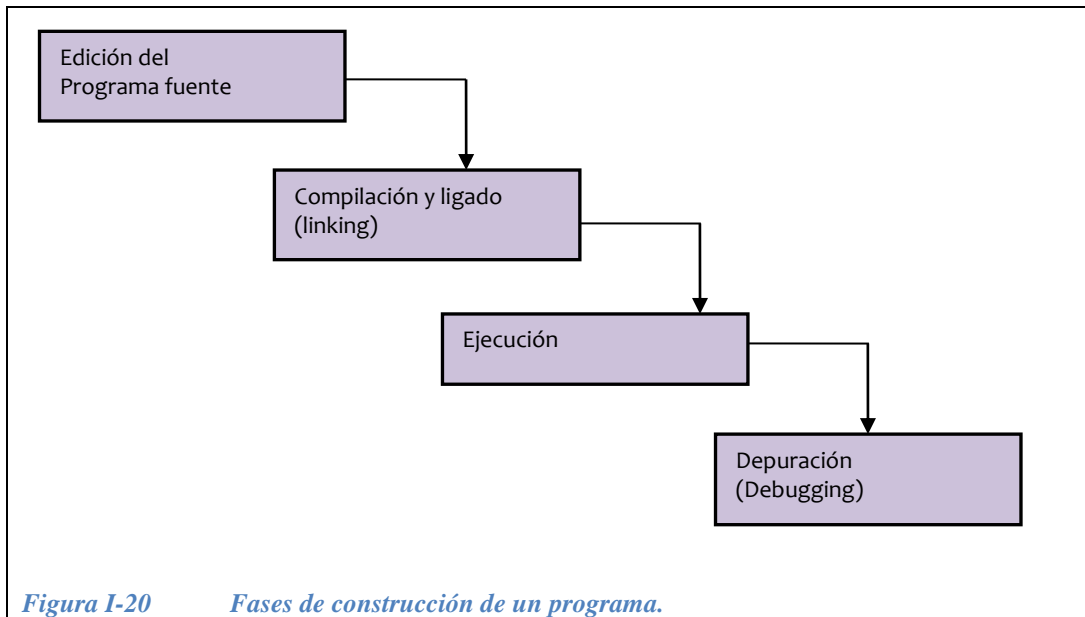 Edición del
Programa fuente
Compilación y ligado
(linking)
Ejecución
Depuración
(Debugging)
Figura I-20 Fases de construcción de un programa.